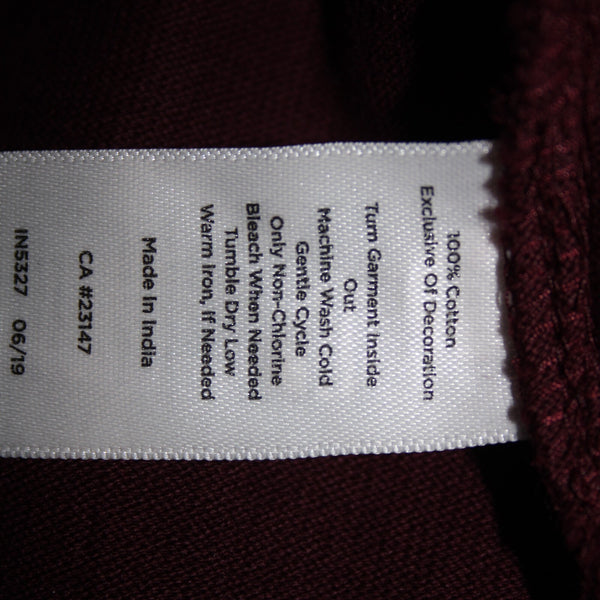 100% Cotton
Exclusive Of Decoration
Turn Garment Inside
Out
Machine Wash Cold
Gentle Cycle
Only Non-Chlorine
Bleach When Needed
Tumble Dry Low
Warm Iron, If Needed
Made In India
CA #23147
IN5327 06/19